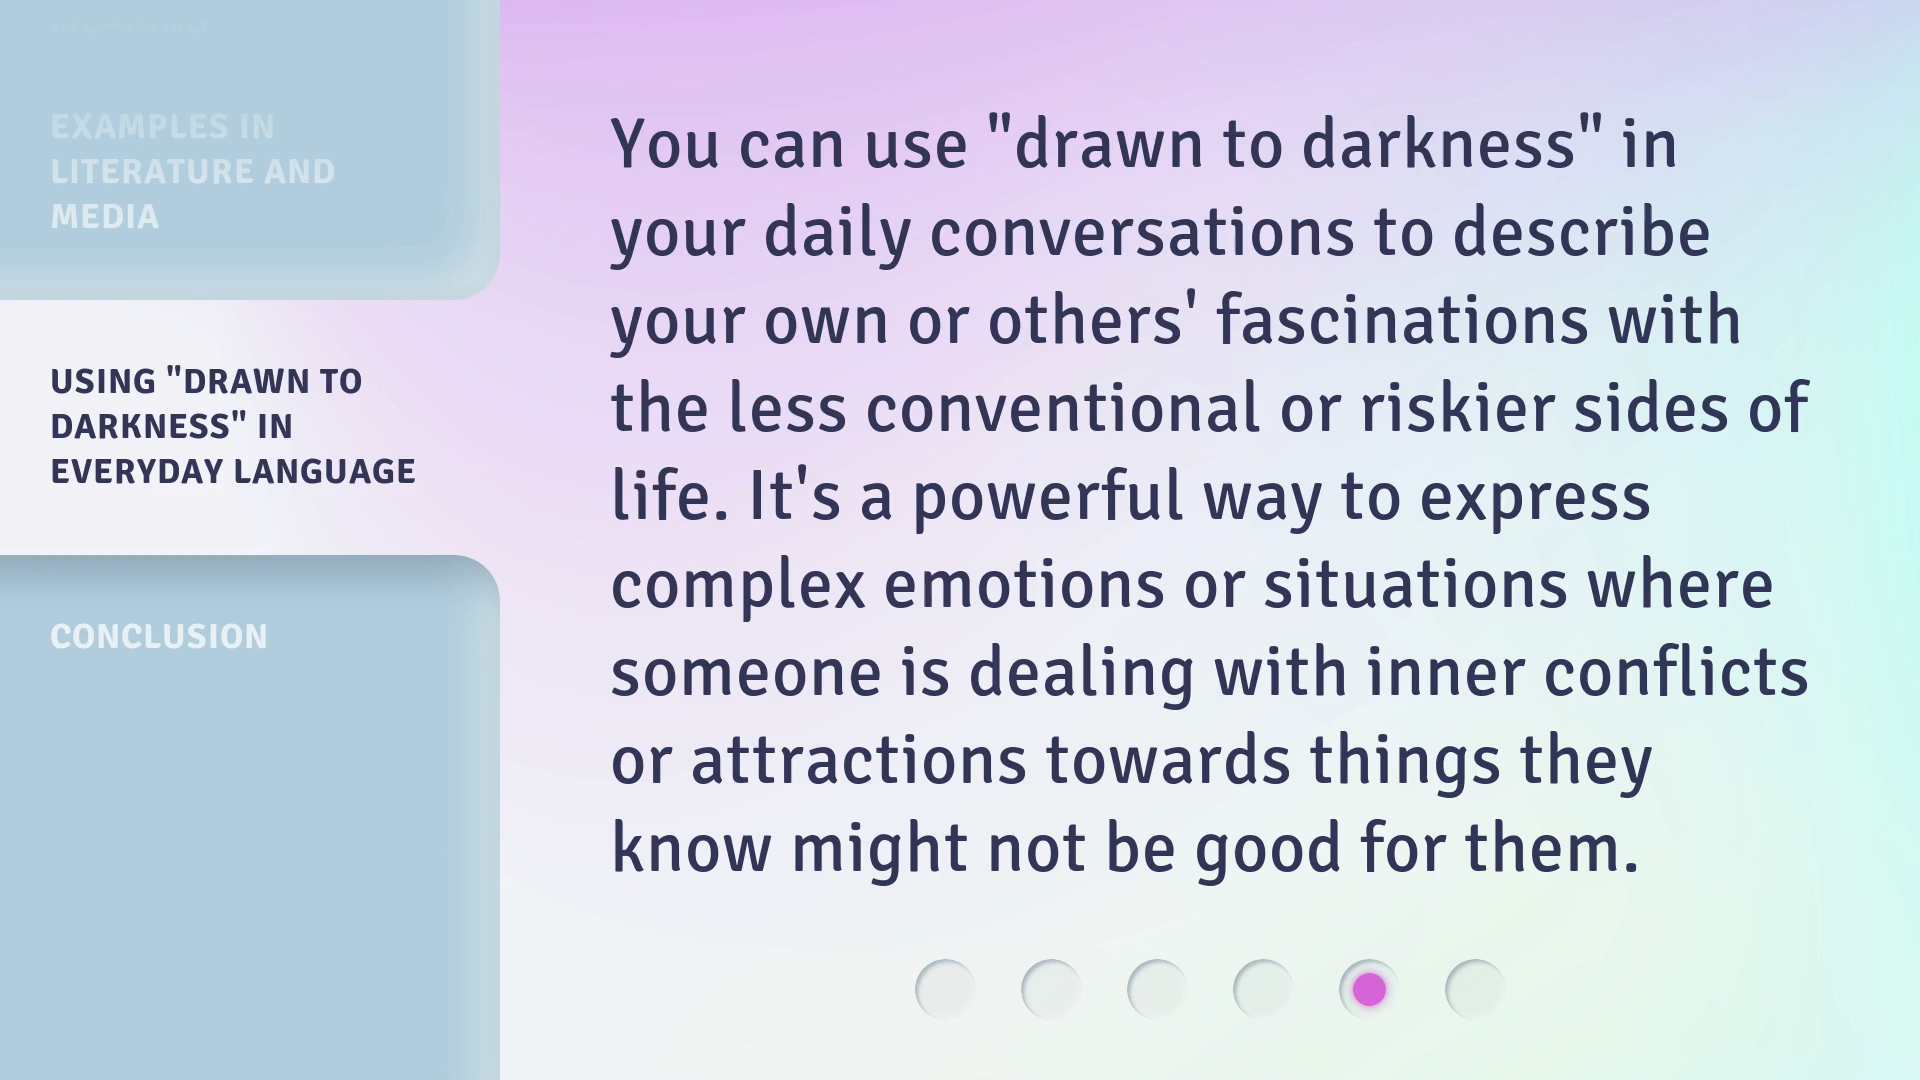 EXAMPLES IN
LITERATURE AND
MEDIA
USING "DRAWN TO
DARKNESS" IN
EVERYDAY LANGUAGE
CONCLUSION
You can use "drawn to darkness" in
your daily conversations to describe
your own or others' fascinations with
the less conventional or riskier sides of
life. It's a powerful way to express
complex emotions or situations where
someone is dealing with inner conflicts
or attractions towards things they
know might not be good for them.